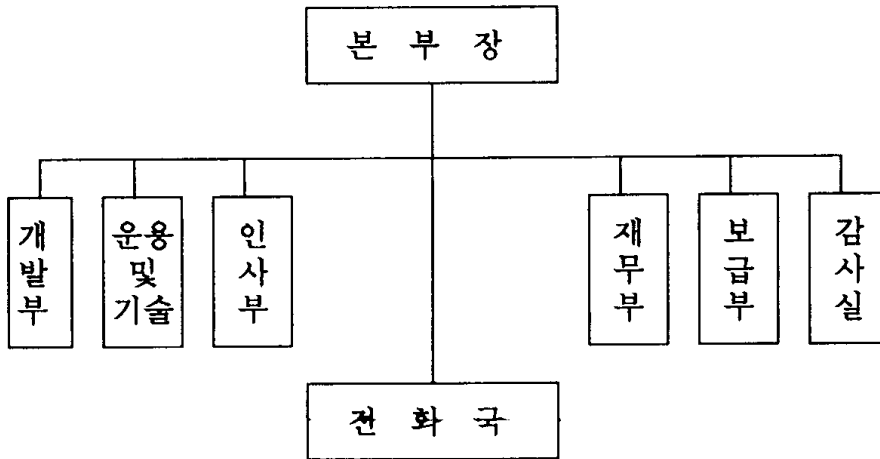 본 부 장
개발부
운용 및 기술
인사부
재무부
보급부
감사실
전 화 국